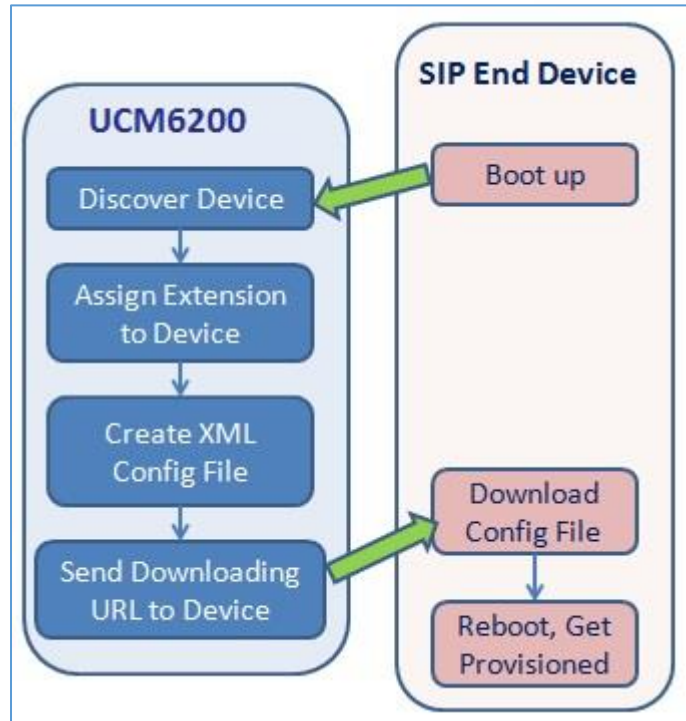 UCM6200
Discover Device
Assign Extension
to Device
Create XML
Config File
Send Downloading
URL to Device
SIP End Device
Boot up
Download
Config File
Reboot, Get
Provisioned